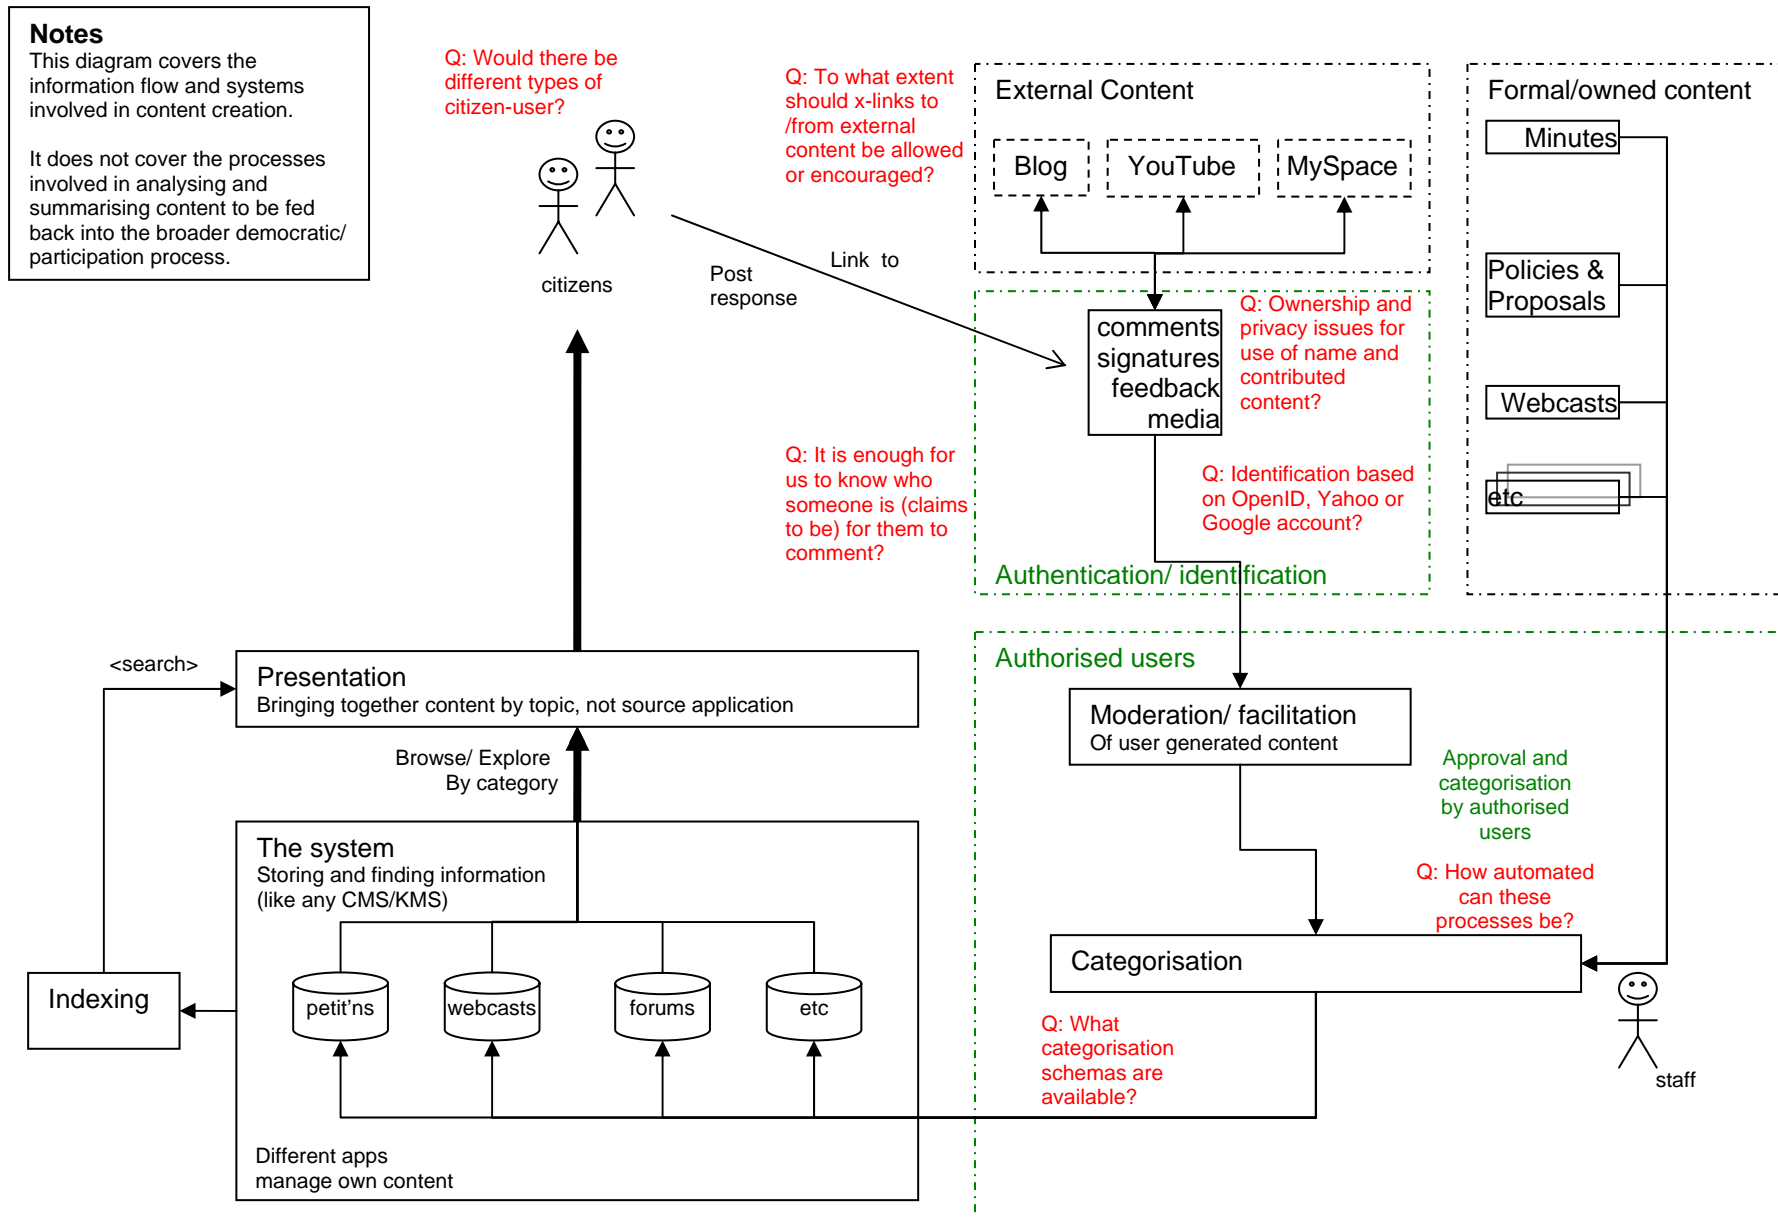 Notes
This diagram covers the
information flow and systems
involved in content creation.
It does not cover the processes
involved in analysing and
summarising content to be fed
back into the broader democratic/
participation process.
Q: Would there be
different types of
citizen-user?
citizens
Q: To what extent
should x-links to
/from external
content be allowed
or encouraged?
Post
response
Link to
External Content
Blog
YouTube
MySpace
Formal/owned content
Minutes
Policies &
Proposals
Webcasts
etc
comments
signatures
feedback
media
Q: Ownership and
privacy issues for
use of name and
contributed
content?
Q: It is enough for
us to know who
someone is (claims
to be) for them to
comment?
Q: Identification based
on OpenID, Yahoo or
Google account?
Authentication/ identification
Authorised users
Moderation/ facilitation
Of user generated content
Approval and
categorisation
by authorised
users
Q: How automated
can these
processes be?
Categorisation
staff
Q: What
categorisation
schemas are
available?
<search>
Presentation
Bringing together content by topic, not source application
Browse/ Explore
By category
The system
Storing and finding information
(like any CMS/KMS)
Indexing
petit'ns
webcasts
forums
etc
Different apps
manage own content